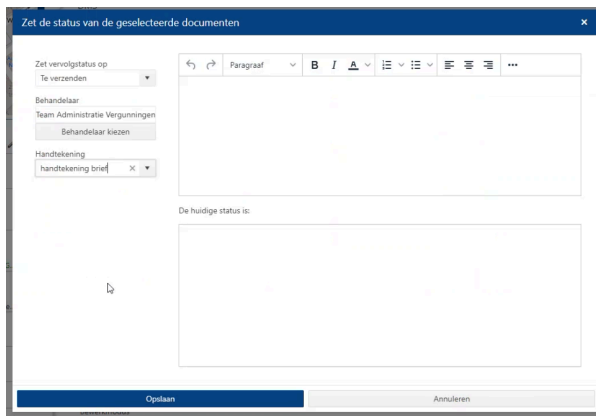 Zet de status van de geselecteerde documenten
Zet vervolgstatus op
Te verzenden
Paragraaf
B I A
Behandelaar
Team Administratie Vergunningen
Behandelaar kiezen
Handtekening
handtekening brief
De huidige status is:
Opslaan
Annuleren